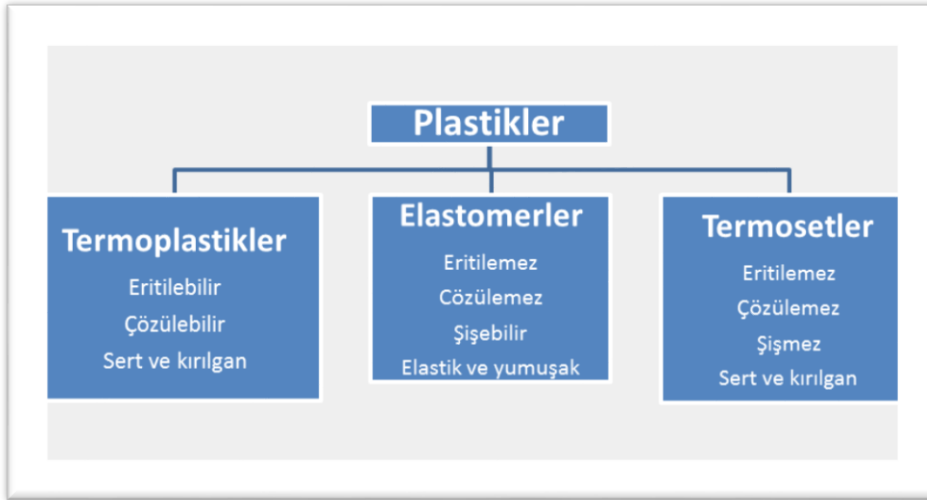 Plastikler
Termoplastikler
Eritilebilir
Çözülebilir
Sert ve kırılgan
Elastomerler
Eritilemez
Cözülemez
Şişebilir
Elastik ve yumuşak
Termosetler
Eritilemez
Çözülemez
Şişmez
Sert ve kırılgan